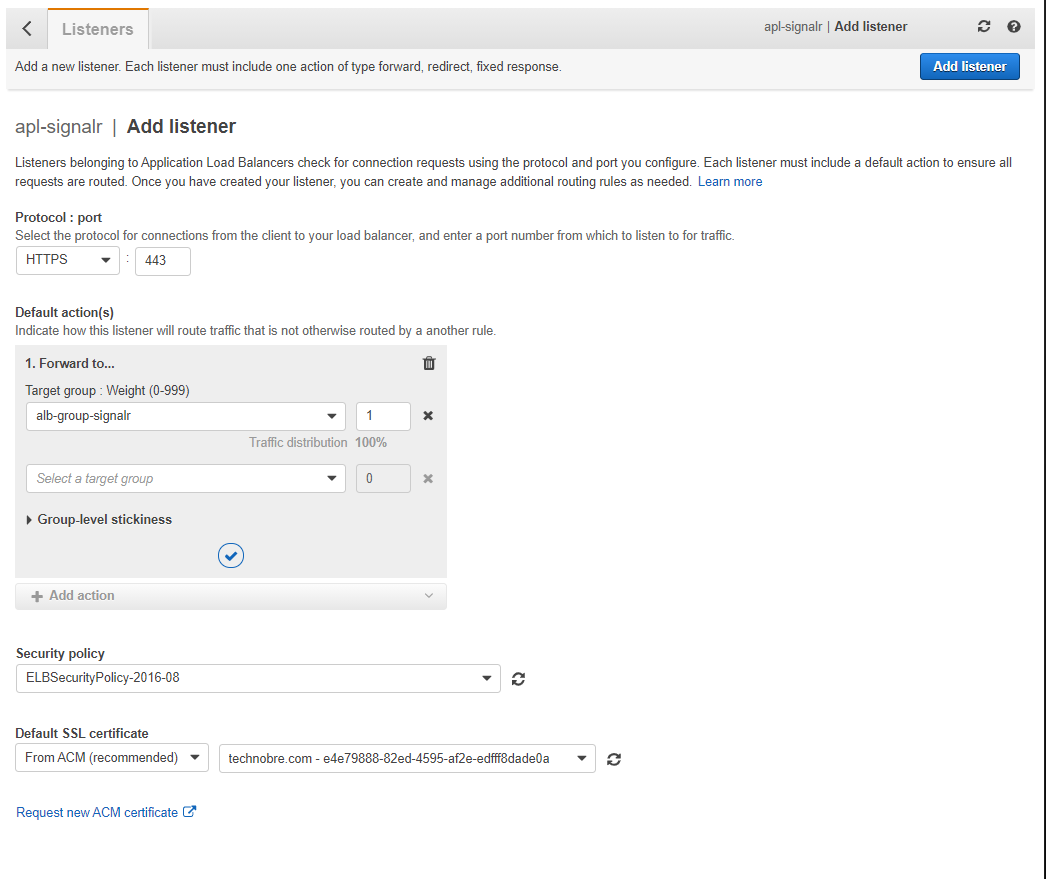 Listeners
apl-signalr | Add listener
Add a new listener. Each listener must include one action of type forward, redirect, fixed response.
Add listener
apl-signalr | Add listener
Listeners belonging to Application Load Balancers check for connection requests using the protocol and port you configure. Each listener must include a default action to ensure all
requests are routed. Once you have created your listener, you can create and manage additional routing rules as needed. Learn more
Protocol : port
Select the protocol for connections from the client to your load balancer, and enter a port number from which to listen to for traffic.
HTTPS : 443
Default action(s)
Indicate how this listener will route traffic that is not otherwise routed by a another rule.
1. Forward to...
Target group : Weight (0-999)
alb-group-signalr 1
Traffic distribution 100%
Select a target group 0
Group-level stickiness
Add action
Security policy
ELBSecurityPolicy-2016-08
Default SSL certificate
From ACM (recommended) technobre.com - e4e79888-82ed-4595-af2e-edfff8dade0a
Request new ACM certificate